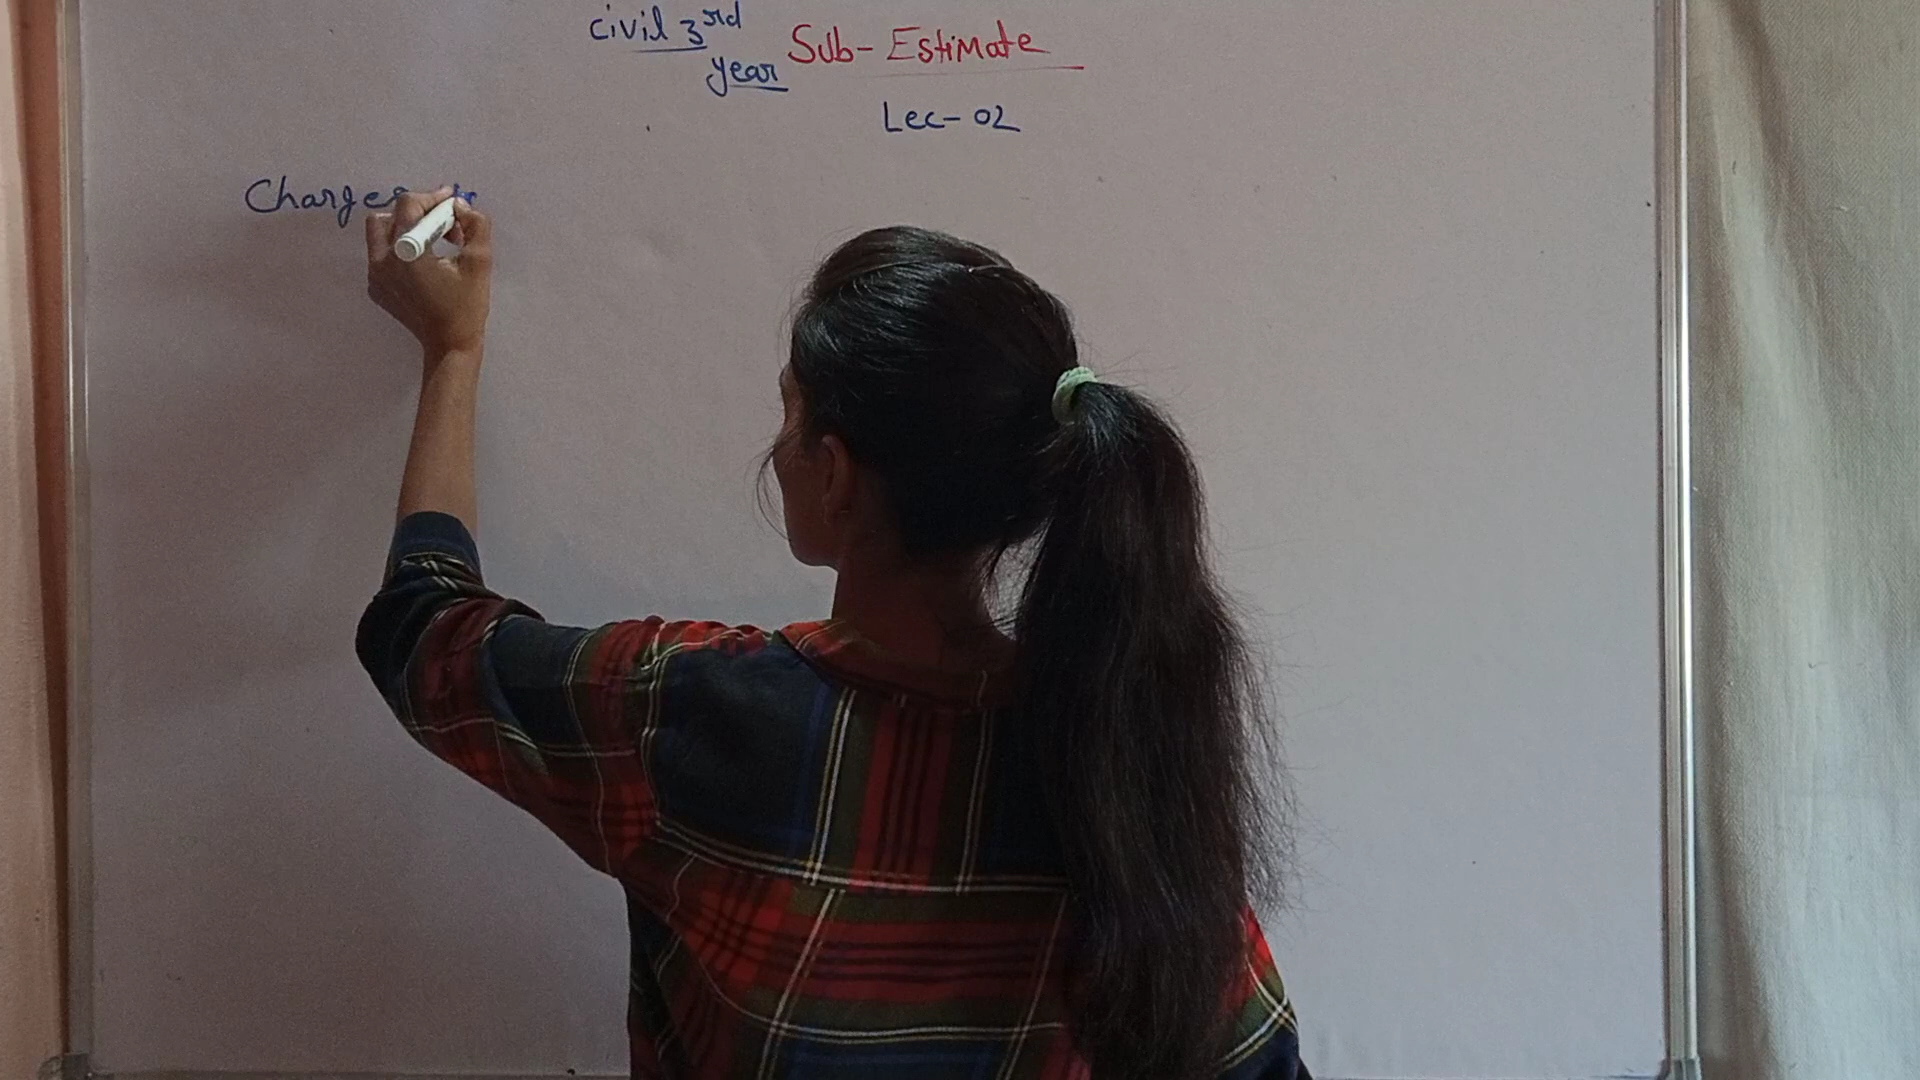 civil 3rd
year
Sub- Estimate
Lec- 02
Charges